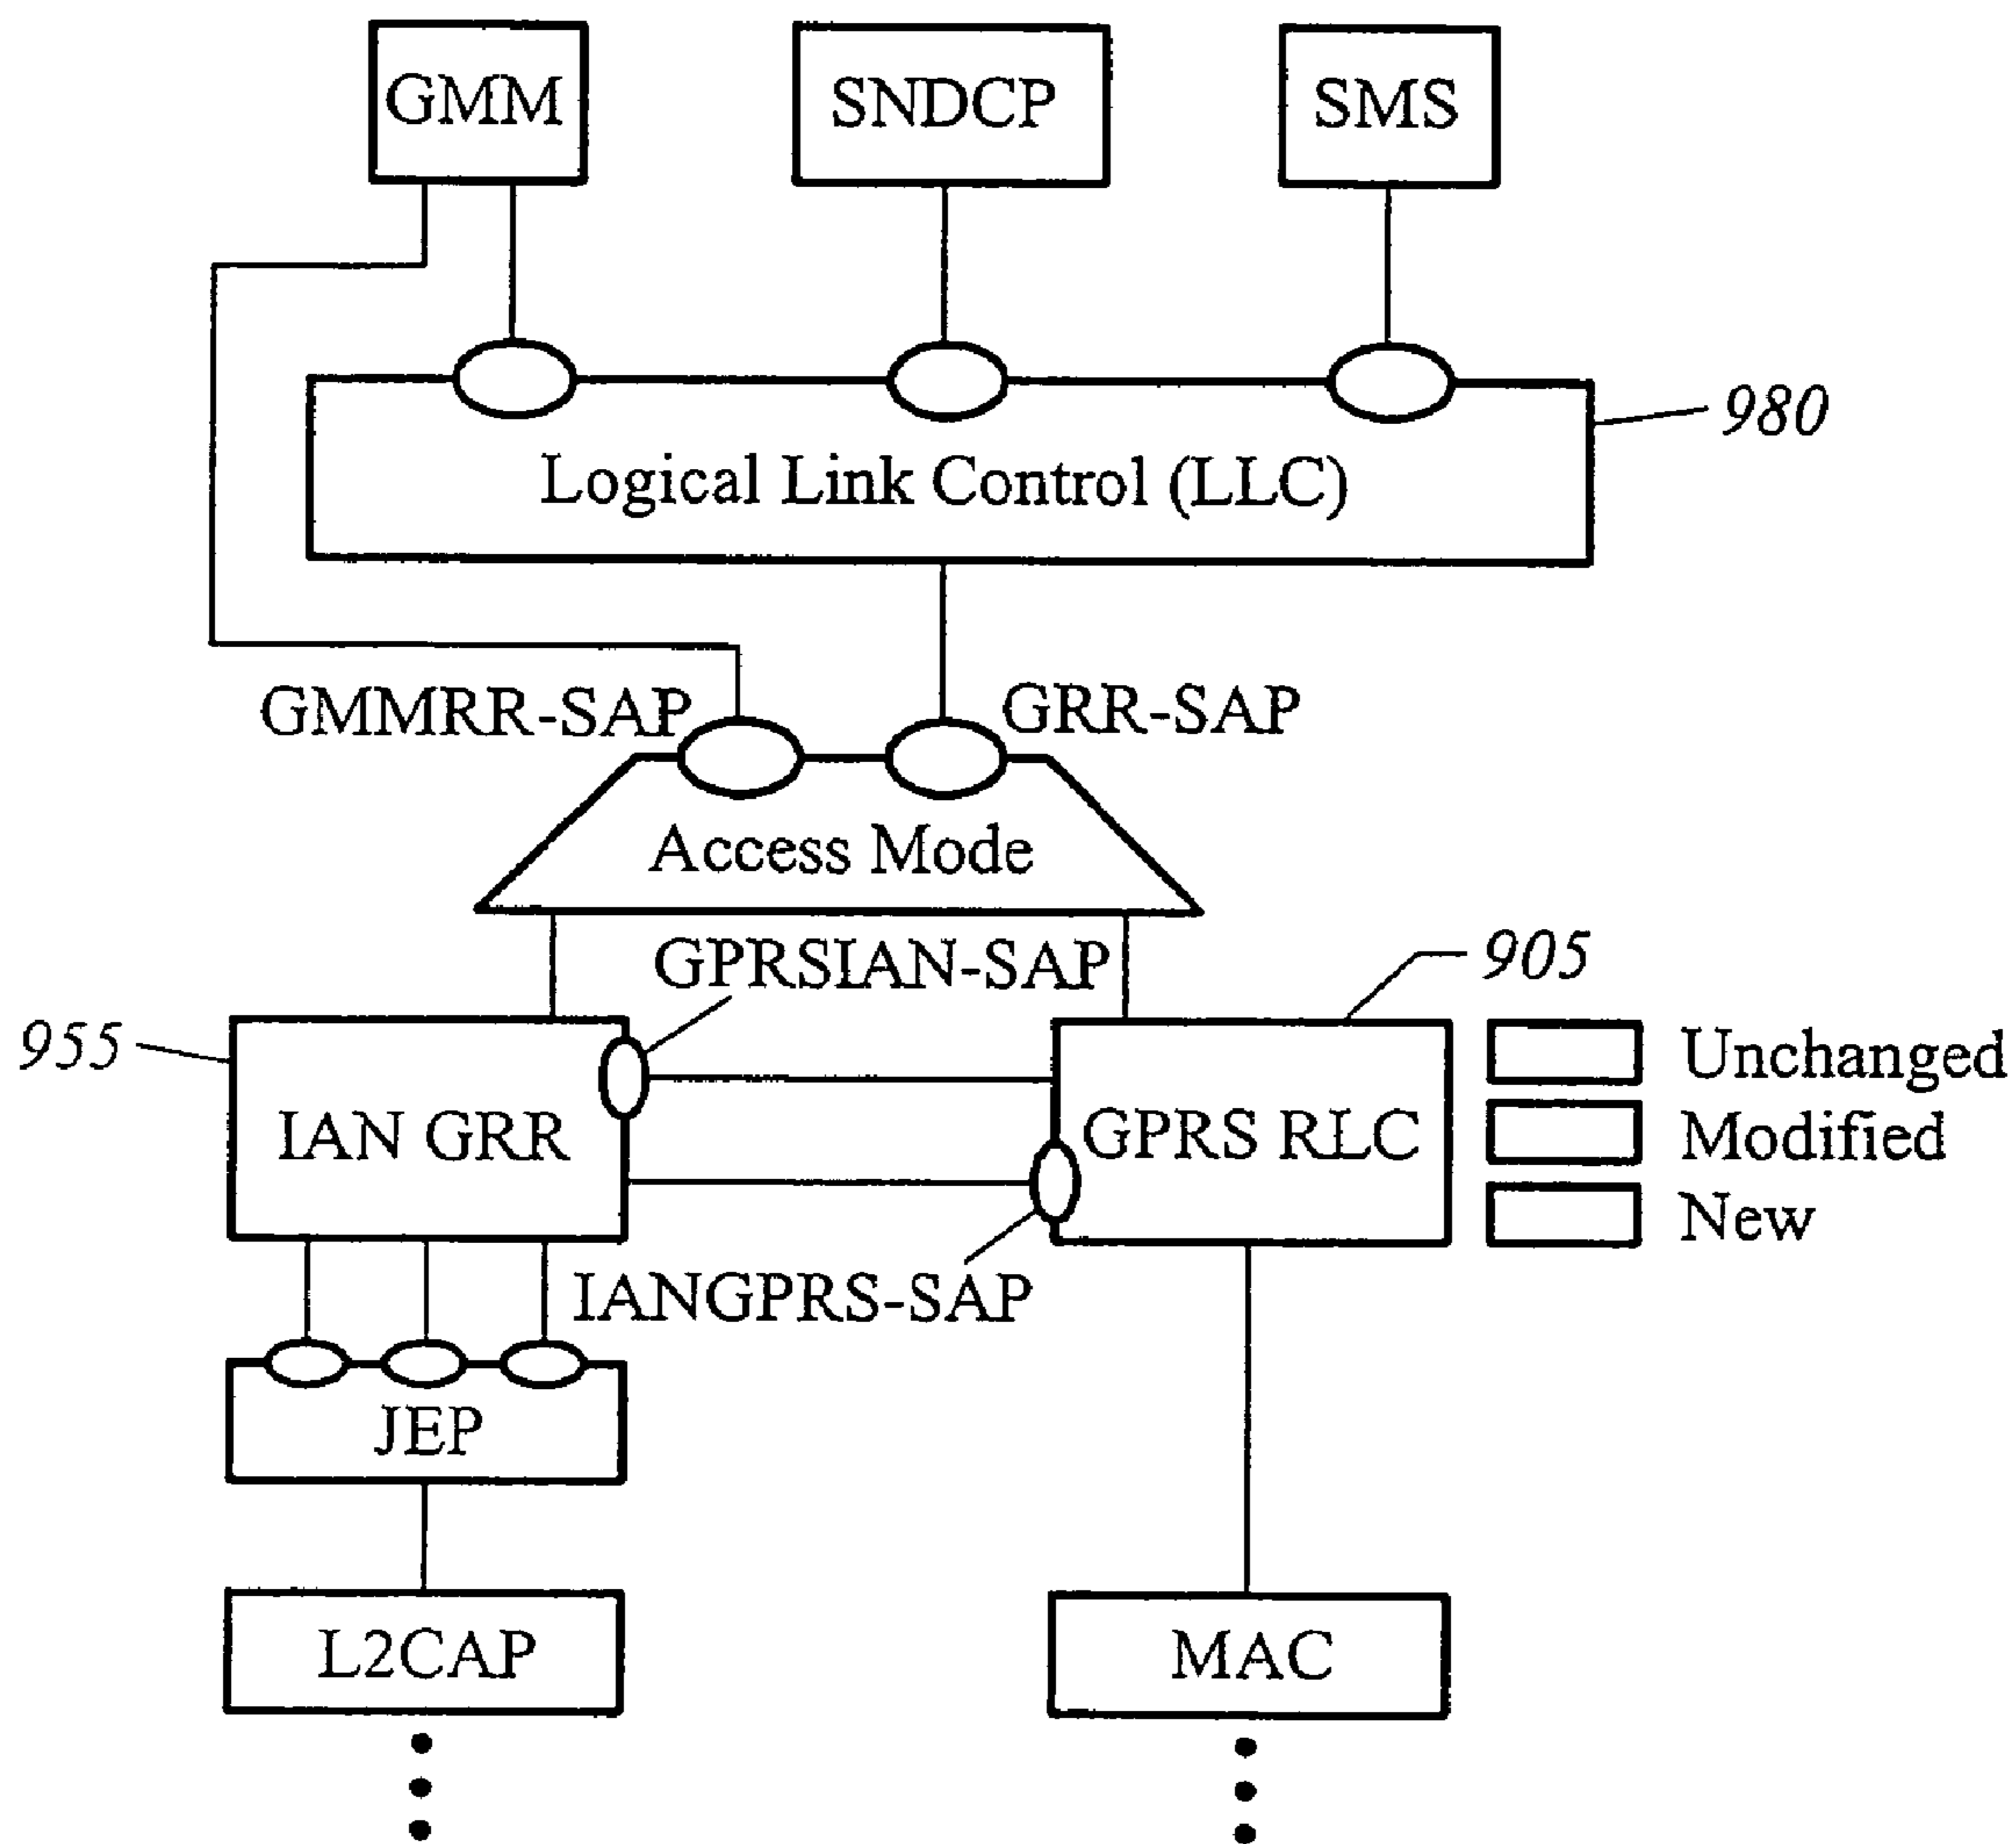 GMM
SNDCP
SMS
980
Logical Link Control (LLC)
GMMRR-SAP
GRR-SAP
Access Mode
GPRSIAN-SAP
905
955
Unchanged
IAN GRR
GPRS RLC
Modified
New
IANGPRS-SAP
JEP
L2CAP
MAC